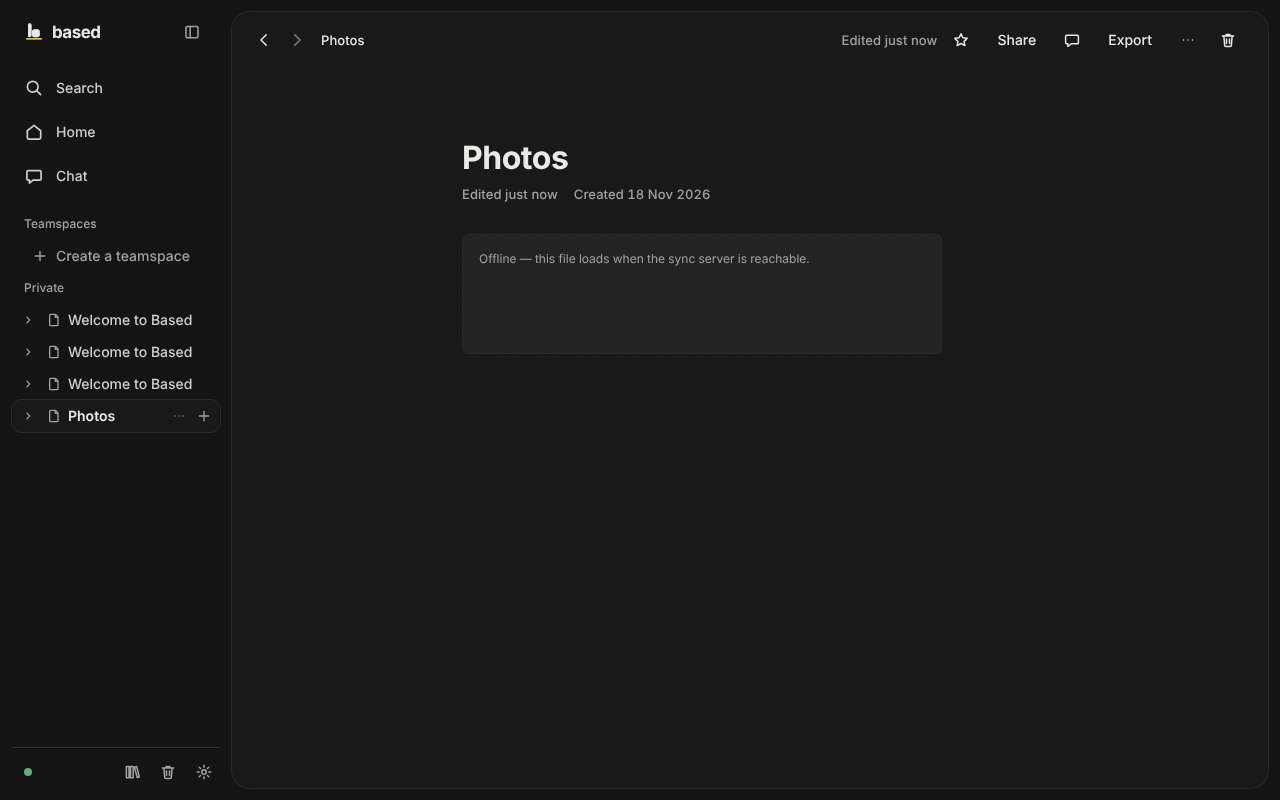 based
Search
Home
Chat
Teamspaces
Create a teamspace
Private
Welcome to Based
Welcome to Based
Welcome to Based
Photos
Photos
Edited just now
Share
Export
Photos
Edited just now Created 18 Nov 2026
Offline — this file loads when the sync server is reachable.